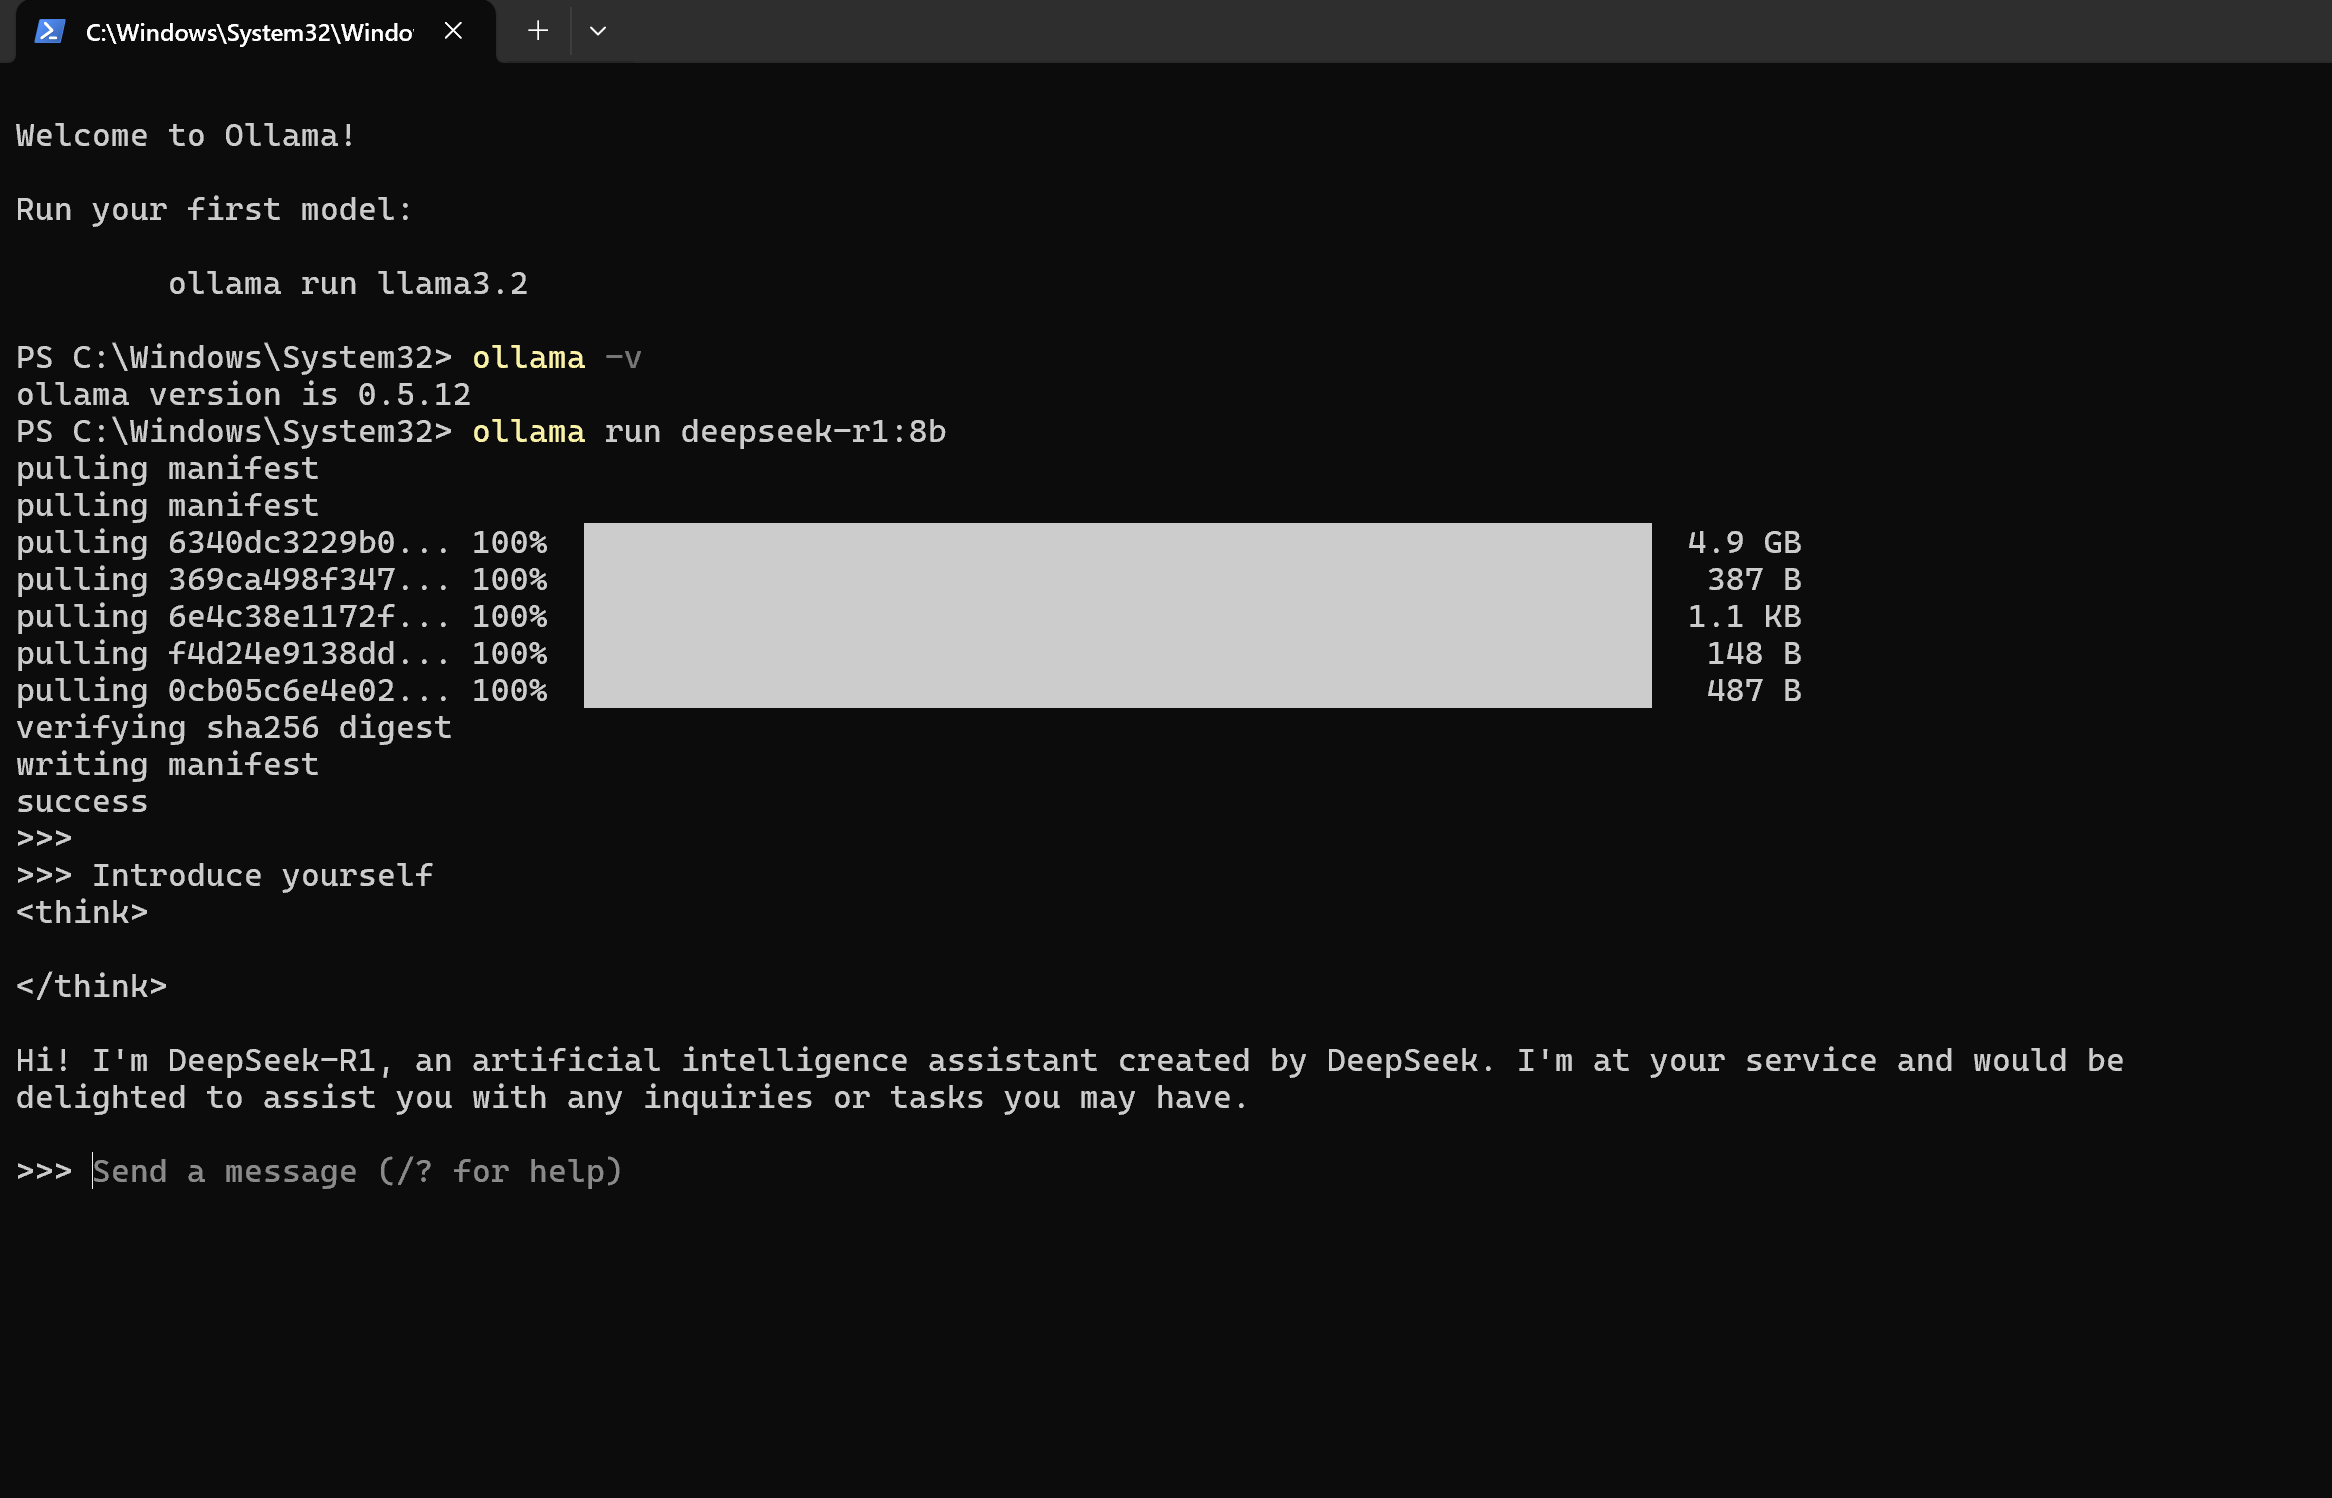 C:\Windows\System32\Windo
Welcome to Ollama!
Run your first model:
ollama run llama3.2
PS C:\Windows\System32> ollama -v
ollama version is 0.5.12
PS C:\Windows\System32> ollama run deepseek-r1:8b
pulling manifest
pulling manifest
pulling 6340dc3229b0... 100% 4.9 GB
pulling 369ca498f347... 100% 387 B
pulling 6e4c38e1172f... 100% 1.1 KB
pulling f4d24e9138dd... 100% 148 B
pulling 0cb05c6e4e02... 100% 487 B
verifying sha256 digest
writing manifest
success
>>>
>>> Introduce yourself
<think>
</think>
Hi! I'm DeepSeek-R1, an artificial intelligence assistant created by DeepSeek. I'm at your service and would be
delighted to assist you with any inquiries or tasks you may have.
>>> Send a message (/? for help)